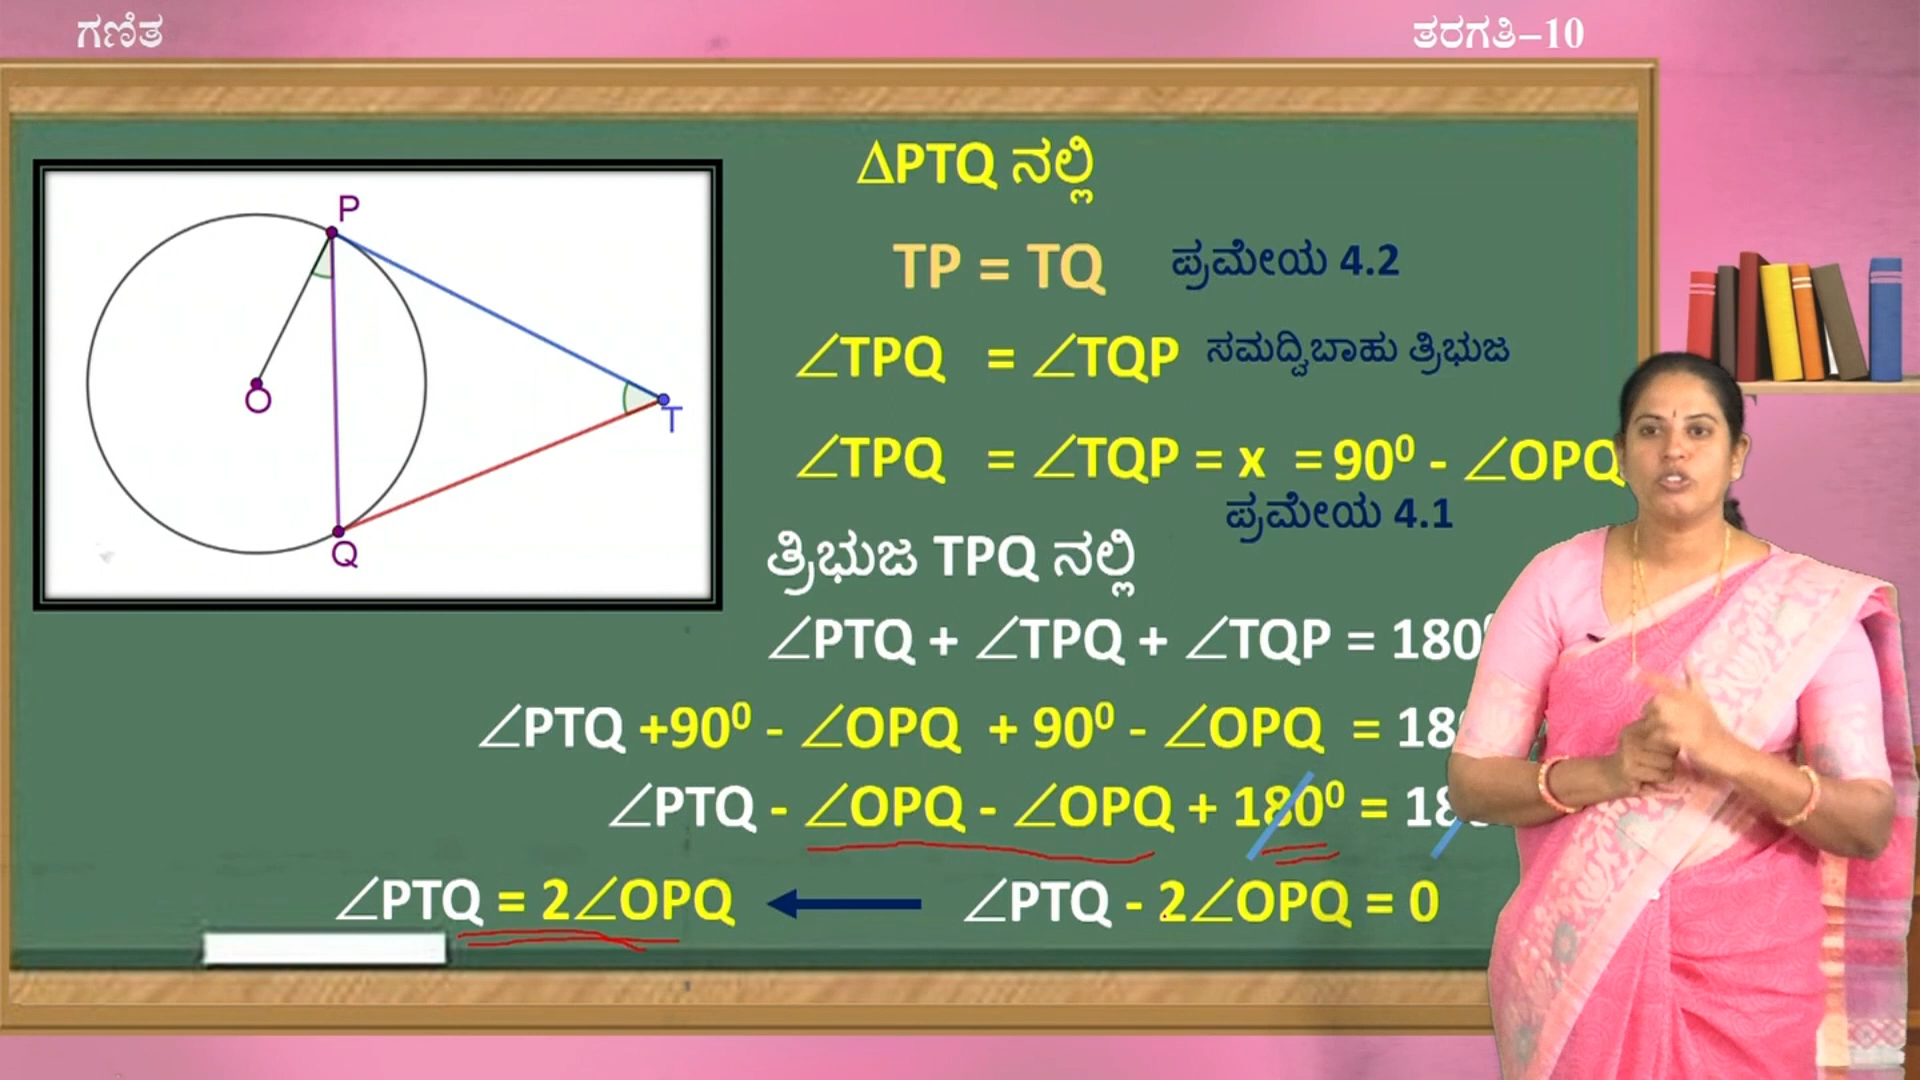 ಗಣಿತ
ತರಗತಿ–10
P
O
T
Q
∆PTQ ನಲ್ಲಿ
TP = TQ ಪ್ರಮೇಯ 4.2
∠TPQ = ∠TQP ಸಮದ್ವಿಬಾಹು ತ್ರಿಭುಜ
∠TPQ = ∠TQP = x = 90⁰ - ∠OPQ
ಪ್ರಮೇಯ 4.1
ತ್ರಿಭುಜ TPQ ನಲ್ಲಿ
∠PTQ + ∠TPQ + ∠TQP = 180⁰
∠PTQ +90⁰ - ∠OPQ + 90⁰ - ∠OPQ = 18
∠PTQ - ∠OPQ - ∠OPQ + 180⁰ = 18
∠PTQ = 2∠OPQ ← ∠PTQ - 2∠OPQ = 0